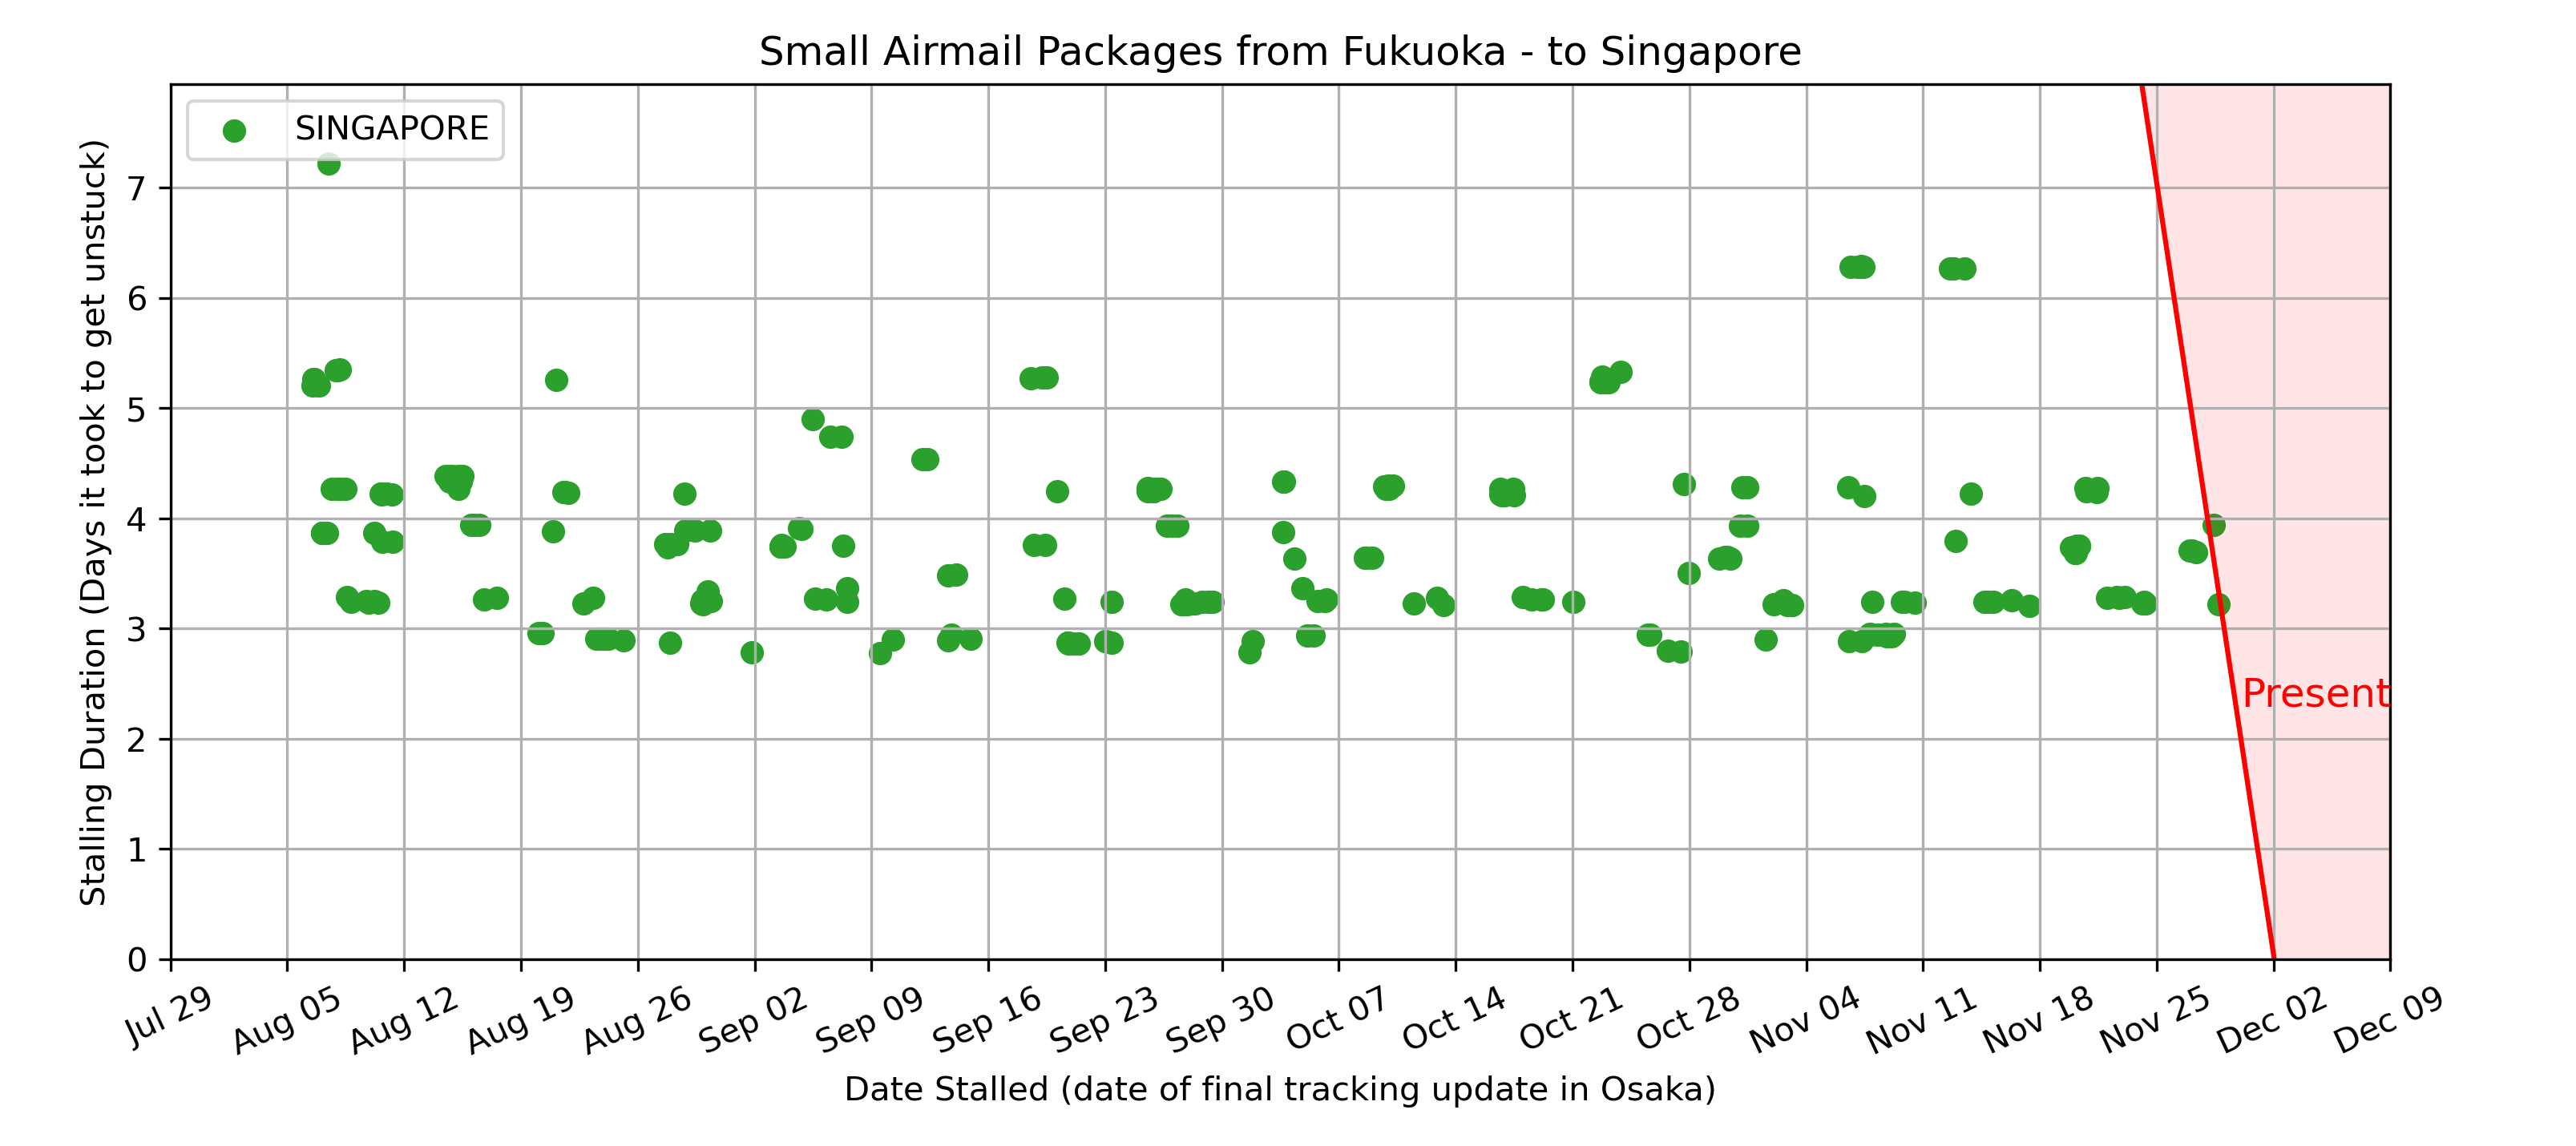 Small Airmail Packages from Fukuoka - to Singapore
SINGAPORE
Stalling Duration (Days it took to get unstuck)
7
6
5
4
3
2
1
0
Present
Jul 29
Aug 05
Aug 12
Aug 19
Aug 26
Sep 02
Sep 09
Sep 16
Sep 23
Sep 30
Oct 07
Oct 14
Oct 21
Oct 28
Nov 04
Nov 11
Nov 18
Nov 25
Dec 02
Dec 09
Date Stalled (date of final tracking update in Osaka)